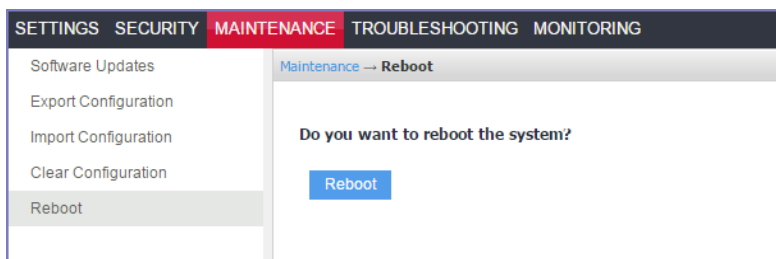 SETTINGS SECURITY MAINTENANCE TROUBLESHOOTING MONITORING
Software Updates
Export Configuration
Import Configuration
Clear Configuration
Reboot
Maintenance → Reboot
Do you want to reboot the system?
Reboot